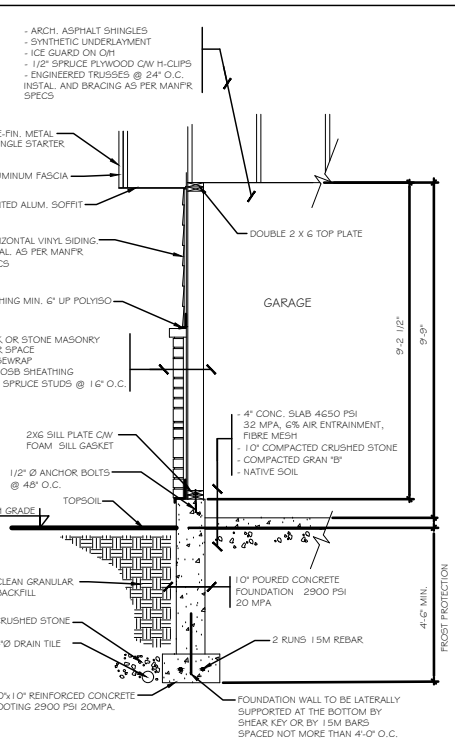 - ARCH. ASPHALT SHINGLES
- SYNTHETIC UNDERLAYMENT
- ICE GUARD ON O/H
- 1/2" SPRUCE PLYWOOD C/W H-CLIPS
- ENGINEERED TRUSSES @ 24" O.C.
INSTAL. AND BRACING AS PER MANF'R
SPECS
E-FIN. METAL
NGLE STARTER
UMINUM FASCIA
NTED ALUM. SOFFIT
DOUBLE 2 X 6 TOP PLATE
IZONTAL VINYL SIDING.
AL. AS PER MANF'R
CS
GARAGE
9'-2 1/2"
9'-9"
HING MIN. 6" UP POLYISO
K OR STONE MASONRY
R SPACE
SEWRAP
OSB SHEATHING
SPRUCE STUDS @ 16" O.C.
- 4" CONC. SLAB 4650 PSI
32 MPA, 6% AIR ENTRAINMENT,
FIBRE MESH
- 10" COMPACTED CRUSHED STONE
- COMPACTED GRAN "B"
- NATIVE SOIL
2X6 SILL PLATE C/W
FOAM SILL GASKET
1/2" Ø ANCHOR BOLTS
@ 48" O.C.
H GRADE
TOPSOIL
CLEAN GRANULAR
BACKFILL
10" POURED CONCRETE
FOUNDATION 2900 PSI
20 MPA
4'-6" MIN.
FROST PROTECTION
CRUSHED STONE
"Ø DRAIN TILE
2 RUNS 15M REBAR
0"x10" REINFORCED CONCRETE
OOTING 2900 PSI 20MPA.
FOUNDATION WALL TO BE LATERALLY
SUPPORTED AT THE BOTTOM BY
SHEAR KEY OR BY 15M BARS
SPACED NOT MORE THAN 4'-0" O.C.